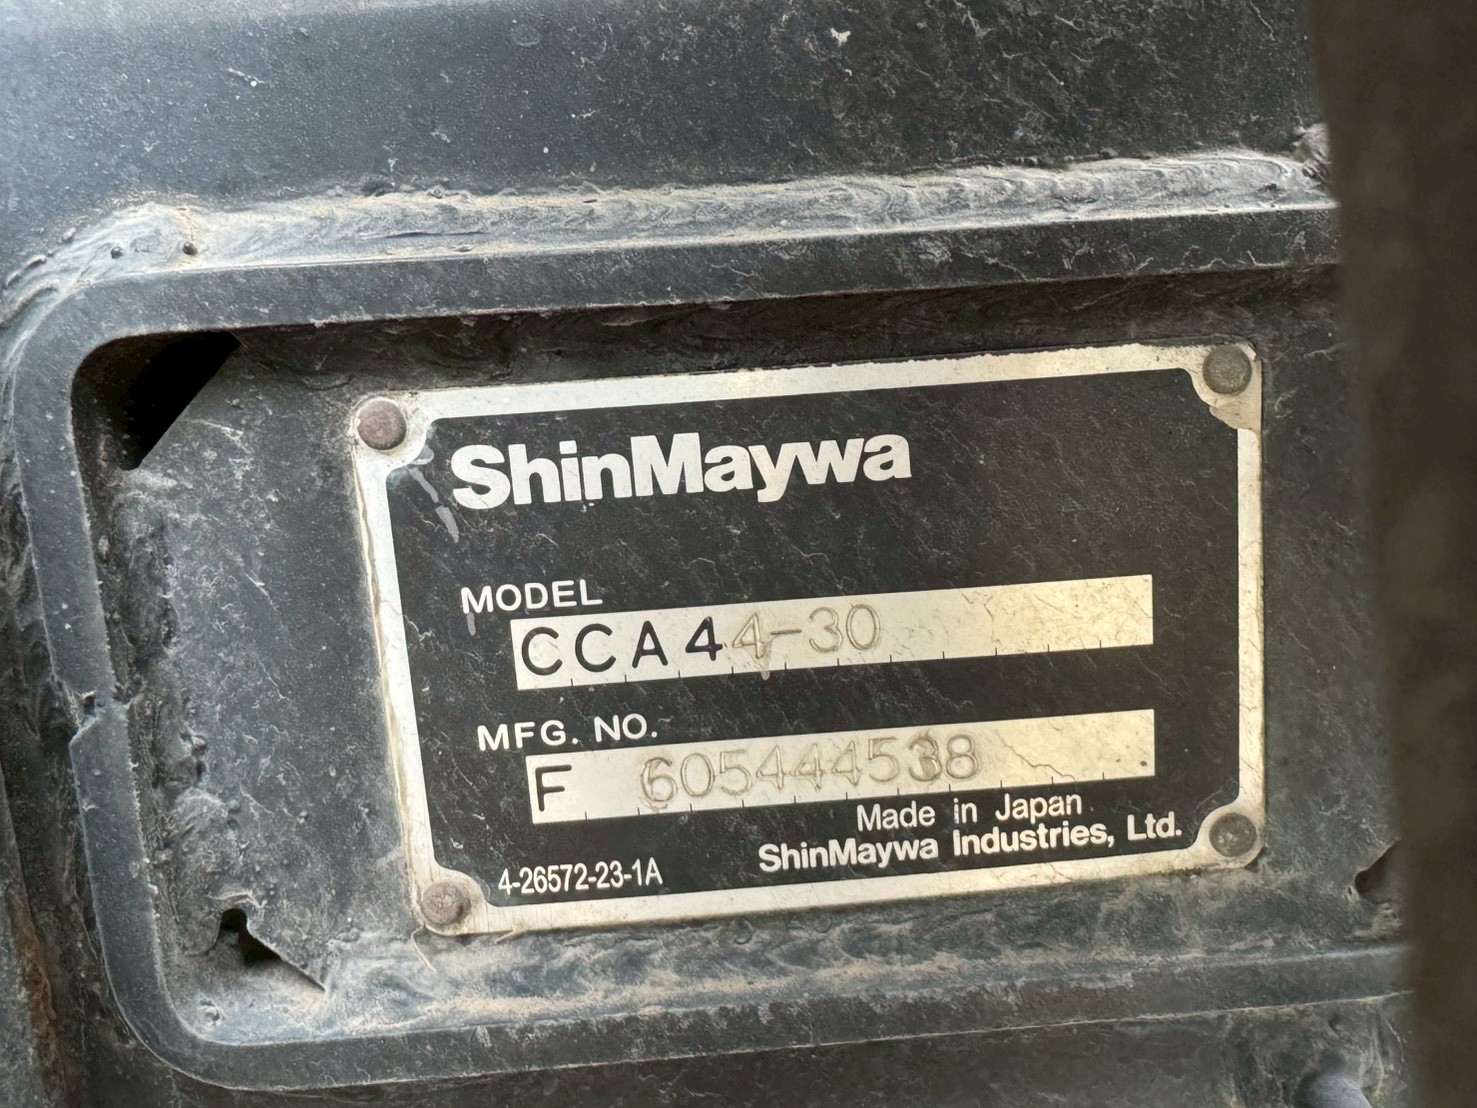 ShinMaywa
MODEL
CCA44-30
MFG. NO.
F 605444538
Made in Japan
ShinMaywa Industries, Ltd.
4-26572-23-1A